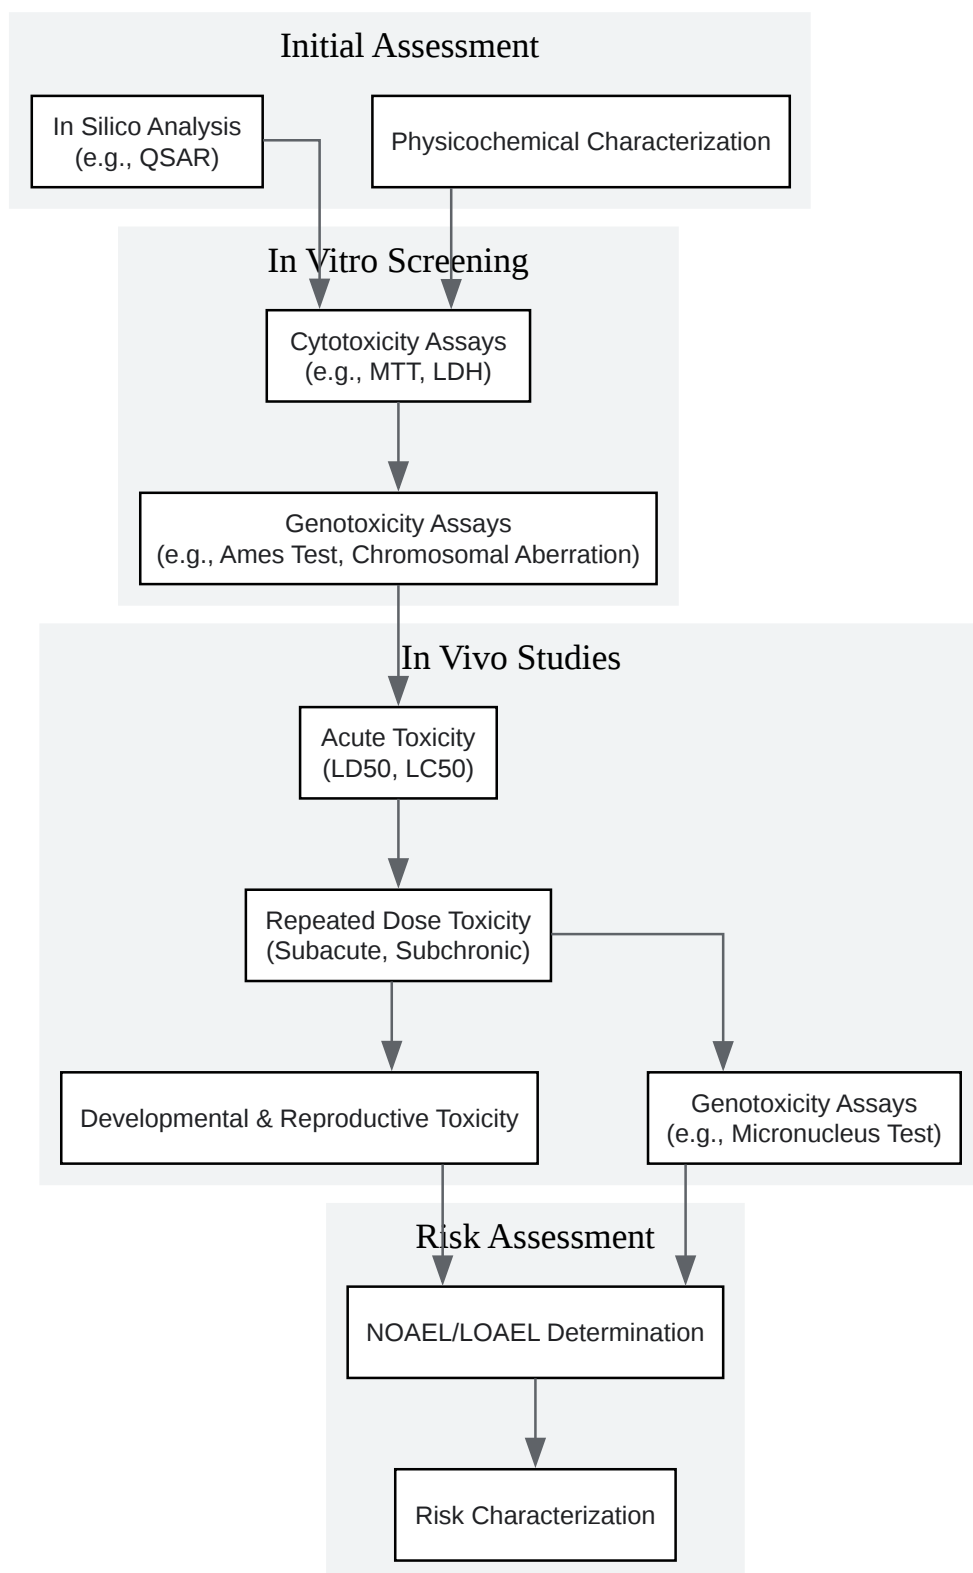 Initial Assessment
In Silico Analysis
(e.g., QSAR)
Physicochemical Characterization
In Vitro Screening
Cytotoxicity Assays
(e.g., MTT, LDH)
Genotoxicity Assays
(e.g., Ames Test, Chromosomal Aberration)
In Vivo Studies
Acute Toxicity
(LD50, LC50)
Repeated Dose Toxicity
(Subacute, Subchronic)
Developmental & Reproductive Toxicity
Genotoxicity Assays
(e.g., Micronucleus Test)
Risk Assessment
NOAEL/LOAEL Determination
Risk Characterization